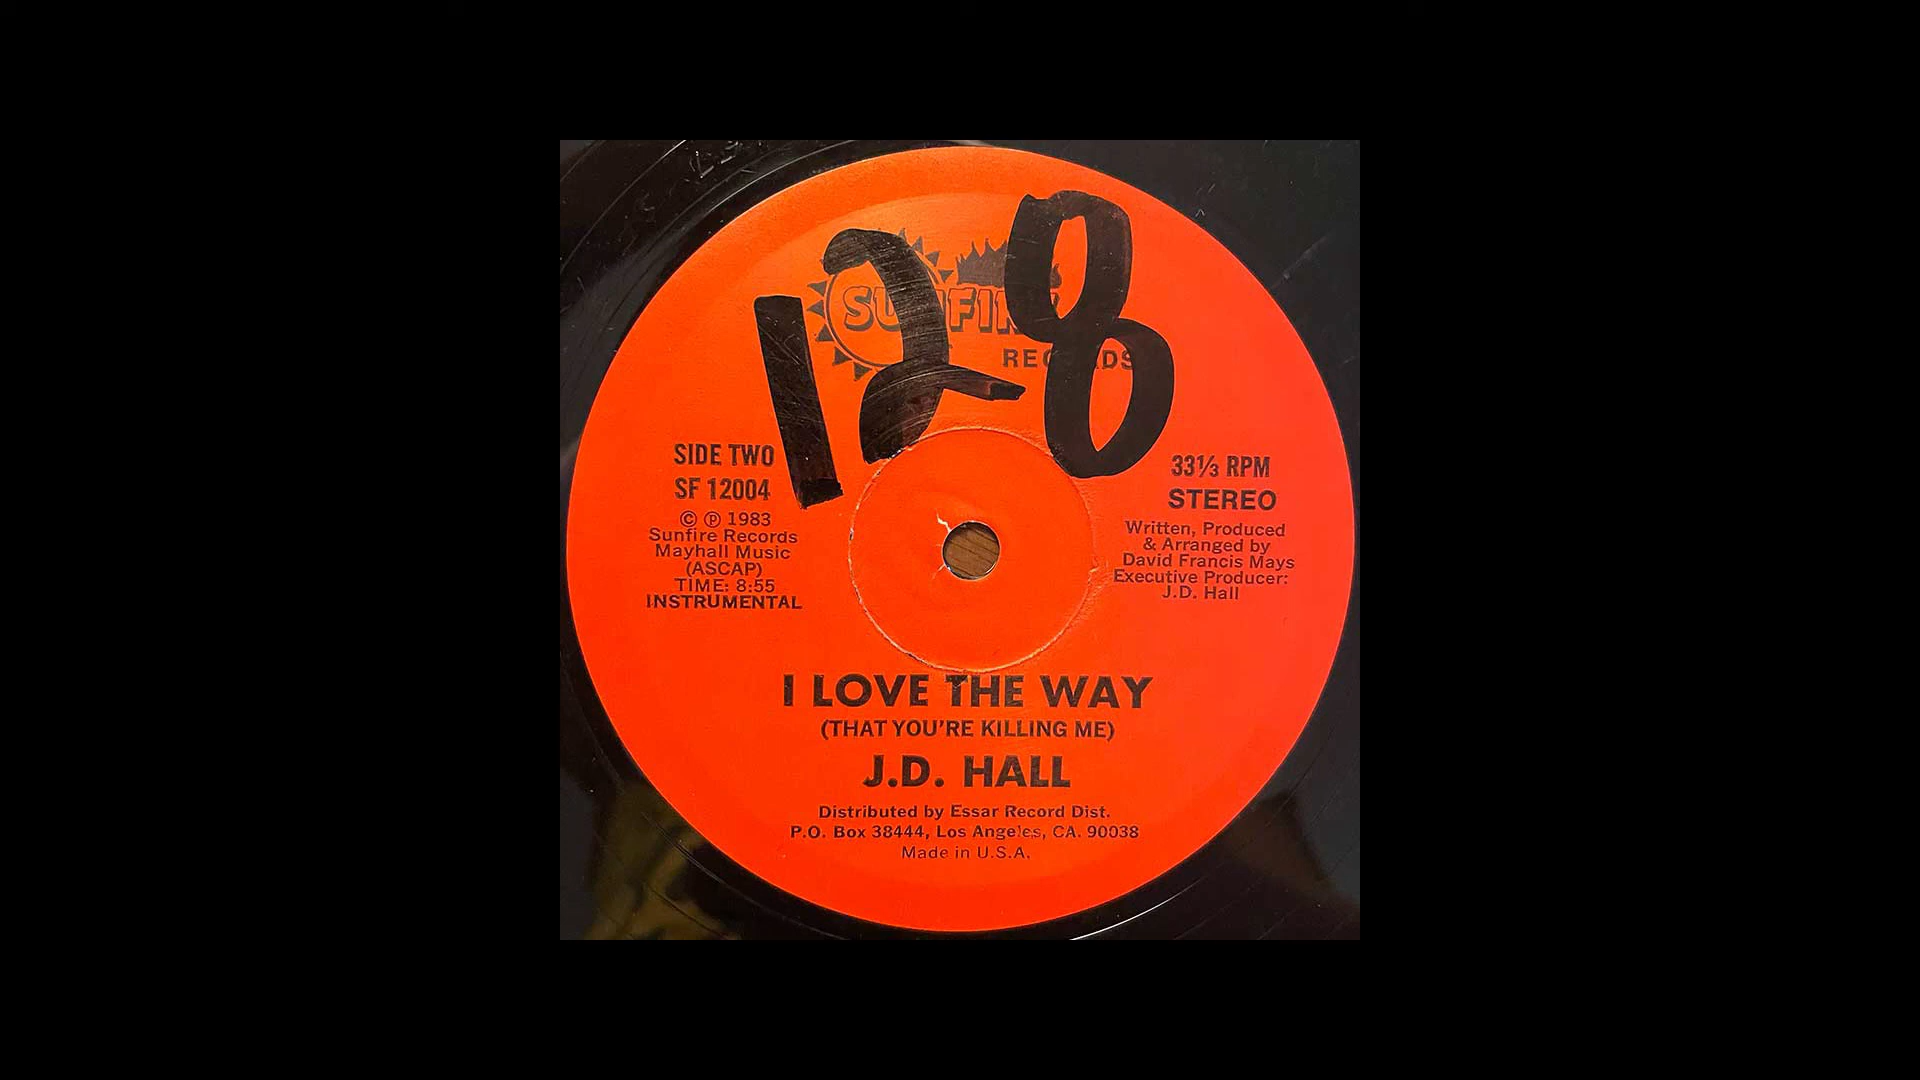 128
SUNFIRE
RECORDS
SIDE TWO
SF 12004
© ℗ 1983
Sunfire Records
Mayhall Music
(ASCAP)
TIME: 8:55
INSTRUMENTAL
33⅓ RPM
STEREO
Written, Produced
& Arranged by
David Francis Mays
Executive Producer:
J.D. Hall
I LOVE THE WAY
(THAT YOU'RE KILLING ME)
J.D. HALL
Distributed by Essar Record Dist.
P.O. Box 38444, Los Angeles, CA. 90038
Made in U.S.A.